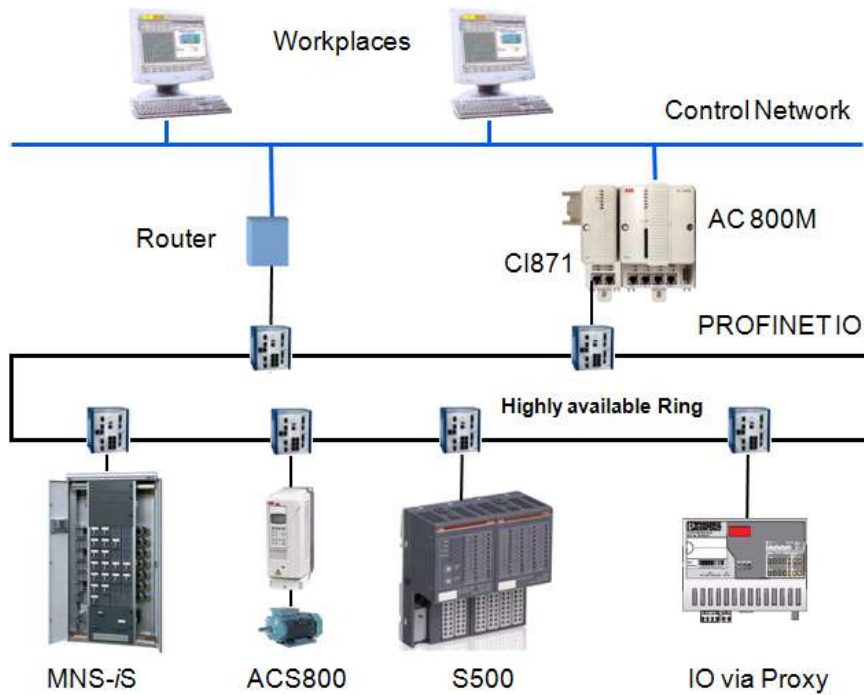 Workplaces
Control Network
Router
CI871
AC 800M
PROFINET IO
Highly available Ring
MNS-iS
ACS800
S500
IO via Proxy